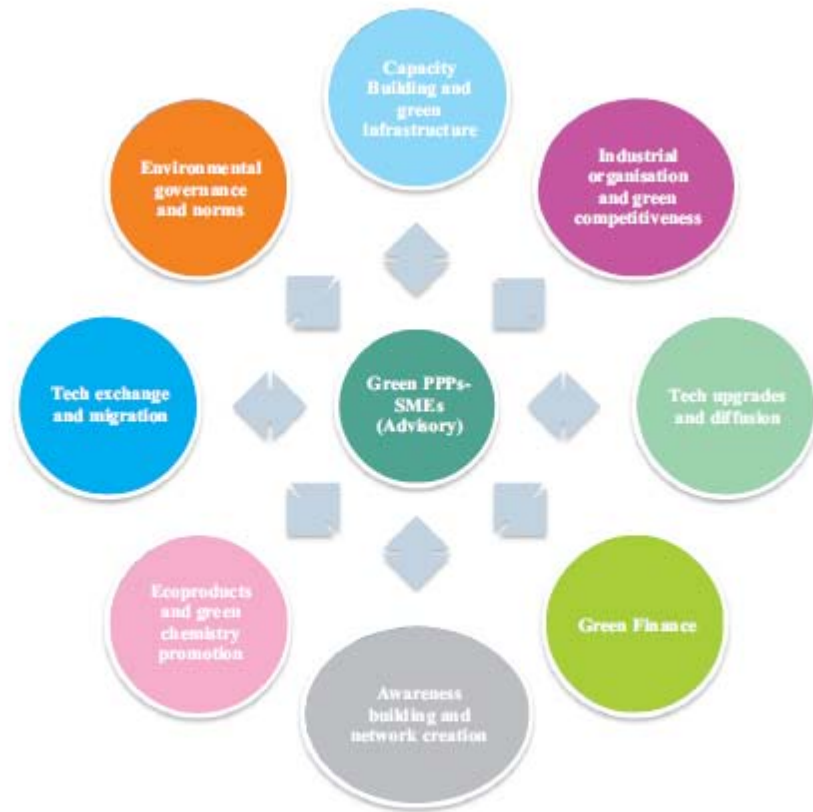 Capacity
Building and
green
Infrastructure
Industrial
organisation
and green
competitiveness
Tech upgrades
and diffusion
Green Finance
Awareness
building and
network creation
Ecoproducts
and green
chemistry
promotion
Tech exchange
and migration
Environmental
governance
and norms
Green PPPs-
SMEs
(Advisory)